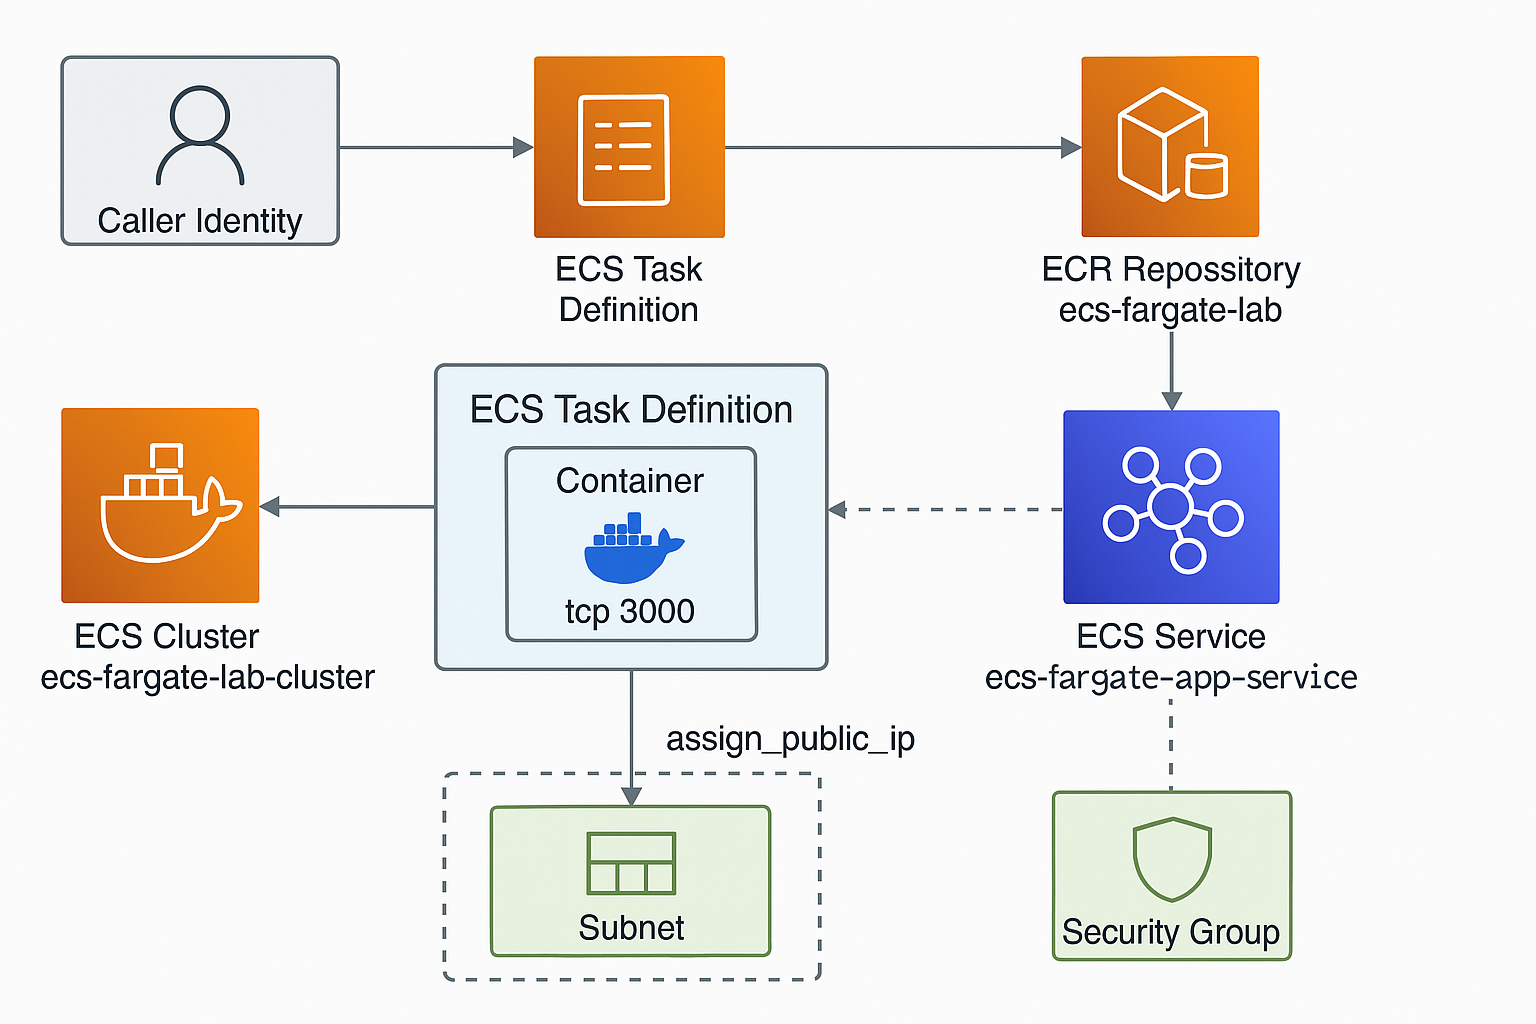 Caller Identity
ECS Task
Definition
ECR Repossitory
ecs-fargate-lab
ECS Task Definition
Container
tcp 3000
ECS Cluster
ecs-fargate-lab-cluster
ECS Service
ecs-fargate-app-service
assign_public_ip
Subnet
Security Group